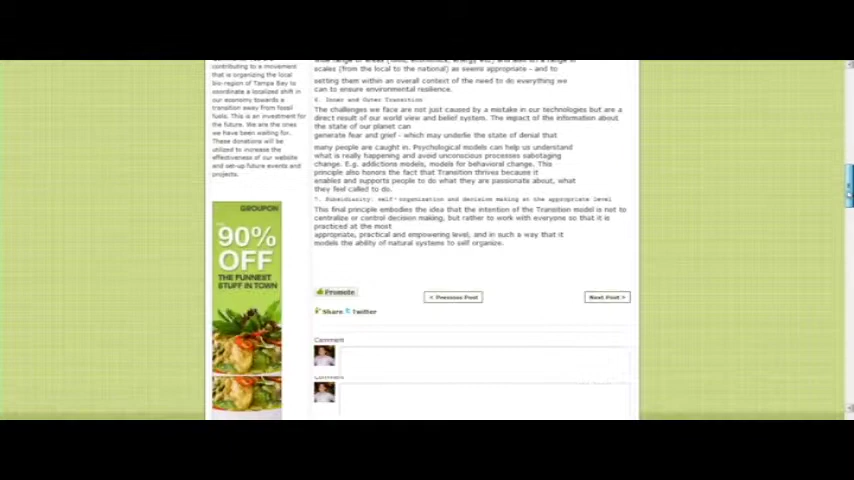 contributing to a movement
that is organizing the local
bio-region of Tampa Bay to
coordinate a localized shift in
our economy towards a
transition away from fossil
fuels. This is an investment for
the future. We are the ones
we have been waiting for.
These donations will be
utilized to increase the
effectiveness of our website
and set-up future events and
projects.
GROUPON
90%
OFF
THE FUNNEST
STUFF IN TOWN
scales (from the local to the national) as seems appropriate - and to
setting them within an overall context of the need to do everything we
can to ensure environmental resilience.
6. Inner and Outer Transition
The challenges we face are not just caused by a mistake in our technologies but are a
direct result of our world view and belief system. The impact of the information about
the state of our planet can
generate fear and grief - which may underlie the state of denial that
many people are caught in. Psychological models can help us understand
what is really happening and avoid unconscious processes sabotaging
change. E.g. addictions models, models for behavioral change. This
principle also honors the fact that Transition thrives because it
enables and supports people to do what they are passionate about, what
they feel called to do.
7. Subsidiarity: self-organization and decision making at the appropriate level
This final principle embodies the idea that the intention of the Transition model is not to
centralize or control decision making, but rather to work with everyone so that it is
practiced at the most
appropriate, practical and empowering level, and in such a way that it
models the ability of natural systems to self organize.
Promote
< Previous Post
Next Post >
Share Twitter
Comment
Comment